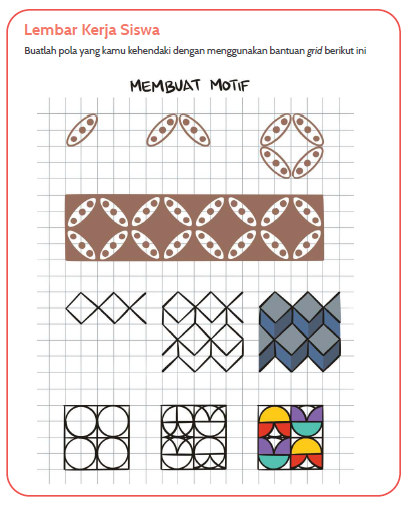 Lembar Kerja Siswa
Buatlah pola yang kamu kehendaki dengan menggunakan bantuan grid berikut ini
MEMBUAT MOTIF